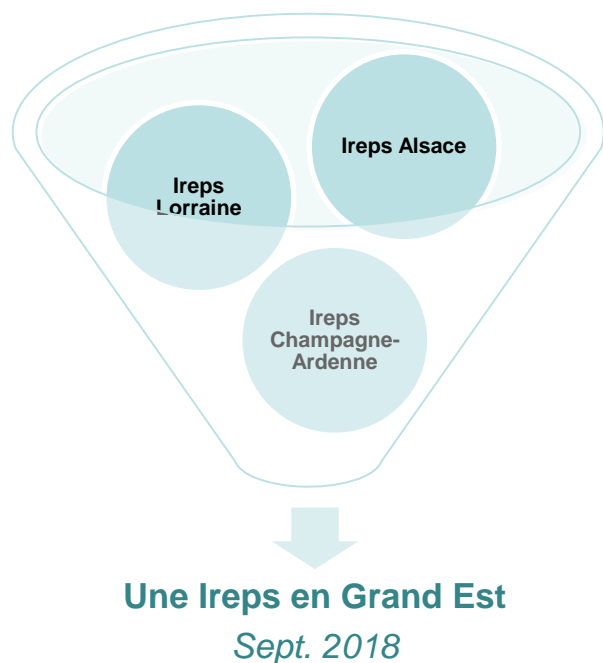 Ireps Alsace
Ireps
Lorraine
Ireps
Champagne-
Ardenne
Une Ireps en Grand Est
Sept. 2018